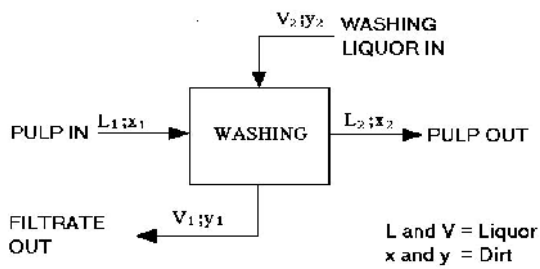 V₂;y₂
WASHING
LIQUOR IN
PULP IN
L₁;x₁
WASHING
L₂;x₂
PULP OUT
V₁;y₁
FILTRATE
OUT
L and V = Liquor
x and y = Dirt